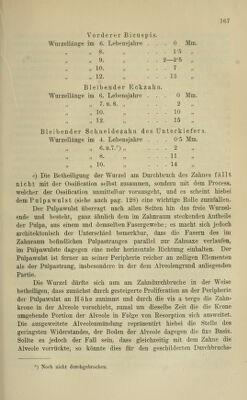 167
Vorderer Bicuspis.
Wurzellänge im 6. Lebensjahre . . . 0 Mm.
„ „ 8. „ . . . 1·5 „
„ „ 9. „ . . . 2—2·5 „
„ „ 10. „ . . . 7 „
„ „ 12. „ . . . 13 „
Bleibender Eckzahn.
Wurzellänge im 6. Lebensjahre . . . 0 Mm.
„ „ 7. u. 8. „ . . . 2 „
„ „ 10. „ . . . 10 „
„ „ 12. „ . . . 15 „
Bleibender Schneidezahn des Unterkiefers.
Wurzellänge im 4. Lebensjahre . . . 0·5 Mm.
„ „ 6. u. 7. *) „ . . . 5 „
„ „ 8. „ . . . 11 „
„ „ 10. „ . . . 14 „
c) Die Betheiligung der Wurzel am Durchbruch des Zahnes fällt
nicht mit der Ossification selbst zusammen, sondern mit dem Process,
welcher der Ossification unmittelbar vorausgeht, und es scheint hiebei
dem Pulpawulst (siehe auch pag. 128) eine wichtige Rolle zuzufallen.
Der Pulpawulst überragt nach allen Seiten hin das freie Wurzel-
ende und besteht, ganz ähnlich dem im Zahnraum steckenden Antheile
der Pulpa, aus einem mit demselben Fasergewebe; es macht sich jedoch
architektonisch der Unterschied bemerkbar, dass die Fasern des im
Zahnraum befindlichen Pulpastranges parallel zur Zahnaxe verlaufen,
im Pulpawulste dagegen eine mehr horizontale Richtung einhalten. Der
Pulpawulst ist ferner an seiner Peripherie reicher an zelligen Elementen
als der Pulpastrang, insbesondere in der dem Alveolengrund anliegenden
Partie.
Die Wurzel dürfte sich am Zahndurchbruche in der Weise
betheiligen, dass zunächst durch gesteigerte Proliferation an der Peripherie
der Pulpawulst an Höhe zunimmt und durch die vis a tergo die Zahn-
krone in der Alveole vorschiebt, zumal um dieselbe Zeit die die Krone
umgebende Portion der Alveole in Folge von Resorption sich ausweitet.
Die ausgeweitete Alveolenmündung repräsentirt hiebei die Stelle des
geringsten Widerstandes, der Boden der Alveole dagegen die fixe Basis.
Sollte es jedoch der Fall sein, dass gleichzeitig mit dem Zahne die
Alveole vorrückte, so könnte dies für den geschilderten Durchbruchs-
*) Noch nicht durchgebrochen.